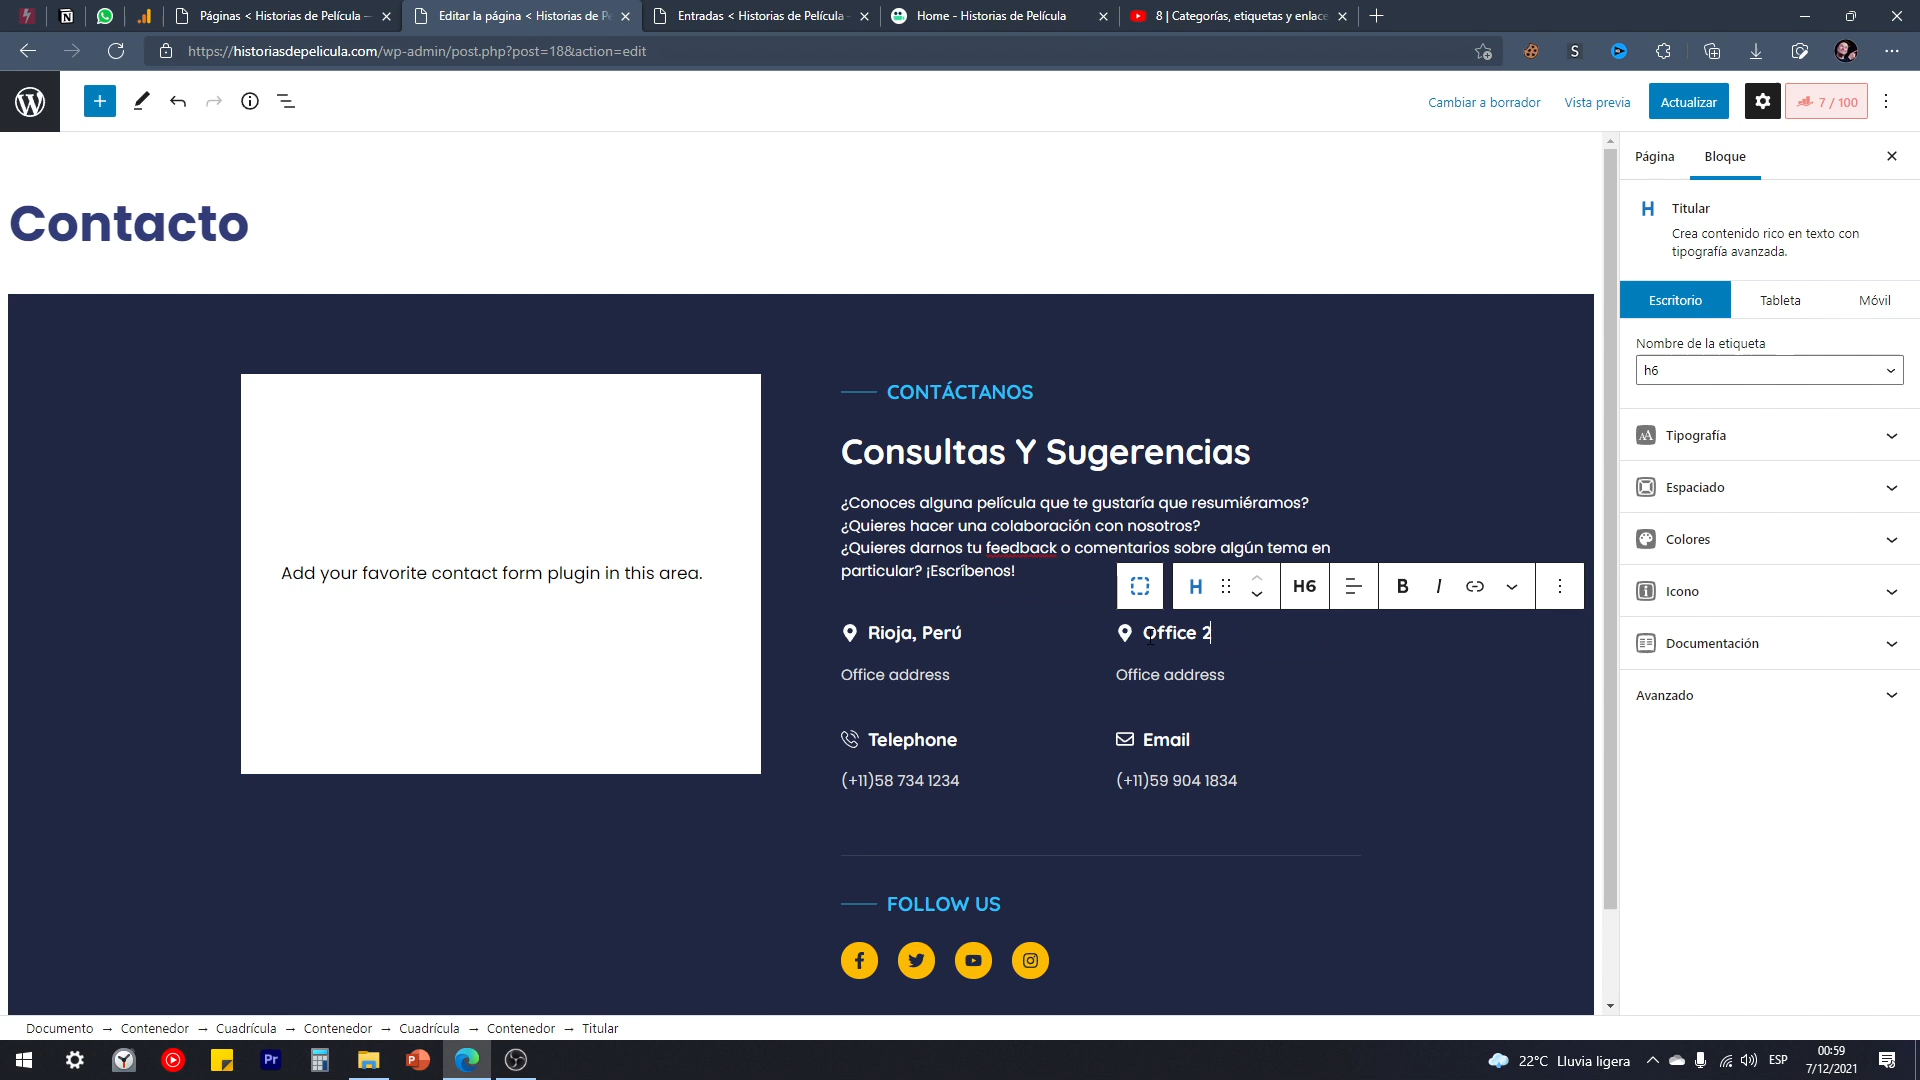 Páginas < Historias de Película —
Editar la página < Historias de Pe
Entradas < Historias de Película
Home - Historias de Película
8 | Categorías, etiquetas y enlace
https://historiasdepelicula.com/wp-admin/post.php?post=18&action=edit
S
Cambiar a borrador
Vista previa
Actualizar
7 / 100
Contacto
Página
Bloque
H
Titular
Crea contenido rico en texto con
tipografía avanzada.
Escritorio
Tableta
Móvil
Nombre de la etiqueta
h6
Tipografía
Espaciado
Colores
Icono
Documentación
Avanzado
Add your favorite contact form plugin in this area.
CONTÁCTANOS
Consultas Y Sugerencias
¿Conoces alguna película que te gustaría que resumiéramos?
¿Quieres hacer una colaboración con nosotros?
¿Quieres darnos tu feedback o comentarios sobre algún tema en
particular? ¡Escríbenos!
H
H6
B
I
Rioja, Perú
Office 2
Office address
Office address
Telephone
Email
(+11)58 734 1234
(+11)59 904 1834
FOLLOW US
Documento → Contenedor → Cuadrícula → Contenedor → Cuadrícula → Contenedor → Titular
Pr
P
22°C Lluvia ligera
ESP
00:59
7/12/2021